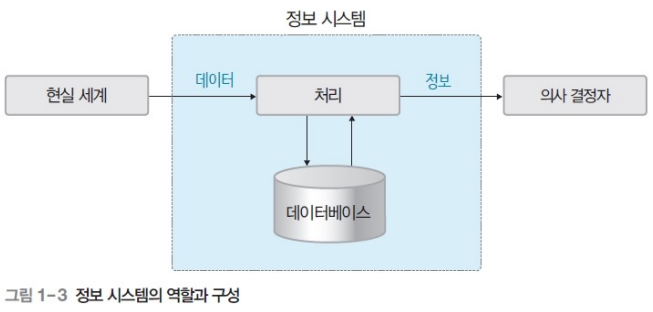 정보 시스템
데이터
정보
현실 세계
처리
의사 결정자
데이터베이스
그림 1-3 정보 시스템의 역할과 구성